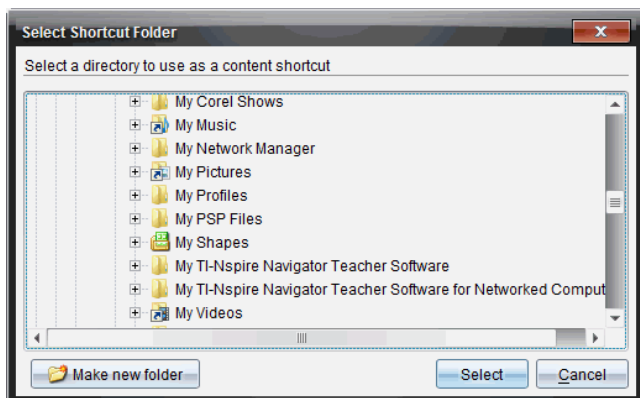 Select Shortcut Folder
Select a directory to use as a content shortcut
My Corel Shows
My Music
My Network Manager
My Pictures
My Profiles
My PSP Files
My Shapes
My TI-Nspire Navigator Teacher Software
My TI-Nspire Navigator Teacher Software for Networked Comput
My Videos
Make new folder Select Cancel